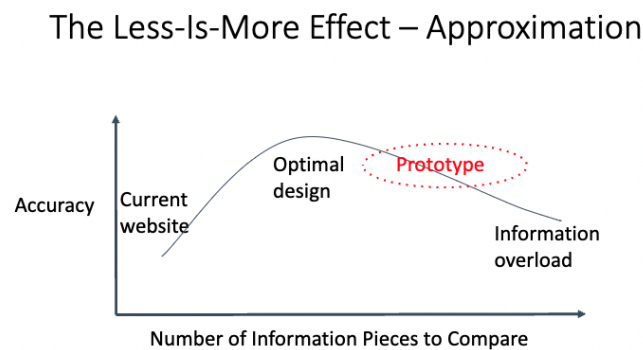 The Less-Is-More Effect – Approximation
Accuracy
Current
website
Optimal
design
Prototype
Information
overload
Number of Information Pieces to Compare